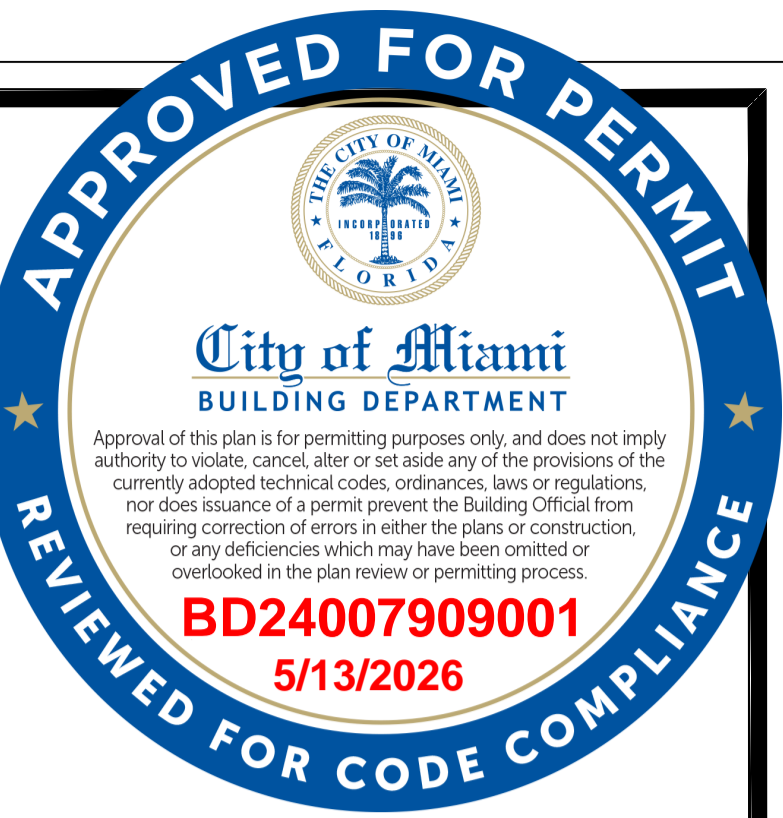 APPROVED FOR PERMIT
THE CITY OF MIAMI
INCORPORATED
1896
FLORIDA
City of Miami
BUILDING DEPARTMENT
Approval of this plan is for permitting purposes only, and does not imply
authority to violate, cancel, alter or set aside any of the provisions of the
currently adopted technical codes, ordinances, laws or regulations,
nor does issuance of a permit prevent the Building Official from
requiring correction of errors in either the plans or construction,
or any deficiencies which may have been omitted or
overlooked in the plan review or permitting process.
BD24007909001
5/13/2026
REVIEWED FOR CODE COMPLIANCE